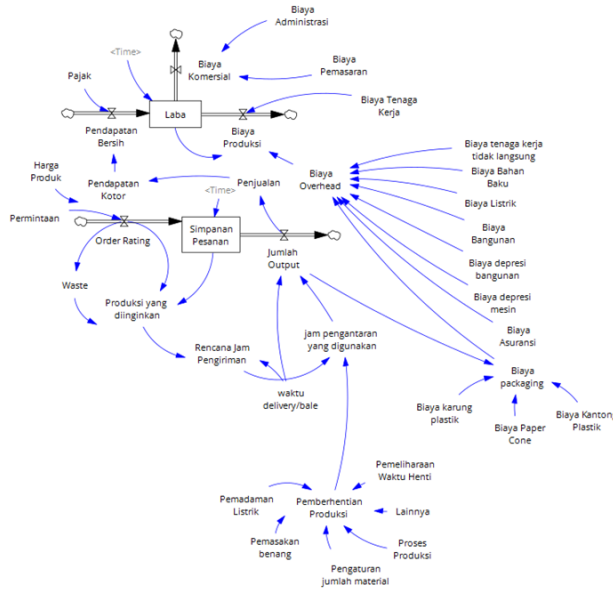 Biaya
Administrasi
<Time>
Biaya
Komersial
Biaya
Pemasaran
Pajak
Biaya Tenaga
Kerja
Laba
Pendapatan
Bersih
Biaya
Produksi
Biaya tenaga kerja
tidak langsung
Harga
Produk
Pendapatan
Kotor
Penjualan
Biaya
Overhead
Biaya Bahan
Baku
<Time>
Biaya Listrik
Permintaan
Order Rating
Simpanan
Pesanan
Jumlah
Output
Biaya
Bangunan
Biaya depresi
bangunan
Waste
Produksi yang
diinginkan
Biaya depresi
mesin
Rencana Jam
Pengiriman
jam pengantaran
yang digunakan
Biaya
Asuransi
Biaya
packaging
waktu
delivery/bale
Biaya karung
plastik
Biaya Paper
Cone
Biaya Kantong
Plastik
Pemeliharaan
Waktu Henti
Pemadaman
Listrik
Pemberhentian
Produksi
Lainnya
Pemasakan
benang
Proses
Produksi
Pengaturan
jumlah material